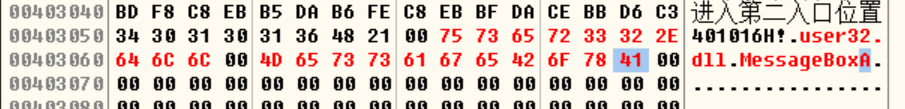 00403040 BD F8 C8 EB B5 DA B6 FE C8 EB BF DA CE BB D6 C3 进入第二入口位置
00403050 34 30 31 30 31 36 48 21 00 75 73 65 72 33 32 2E 401016H!.user32.
00403060 64 6C 6C 00 4D 65 73 73 61 67 65 42 6F 78 41 00 dll.MessageBoxA.
00403070 00 00 00 00 00 00 00 00 00 00 00 00 00 00 00 00 ................